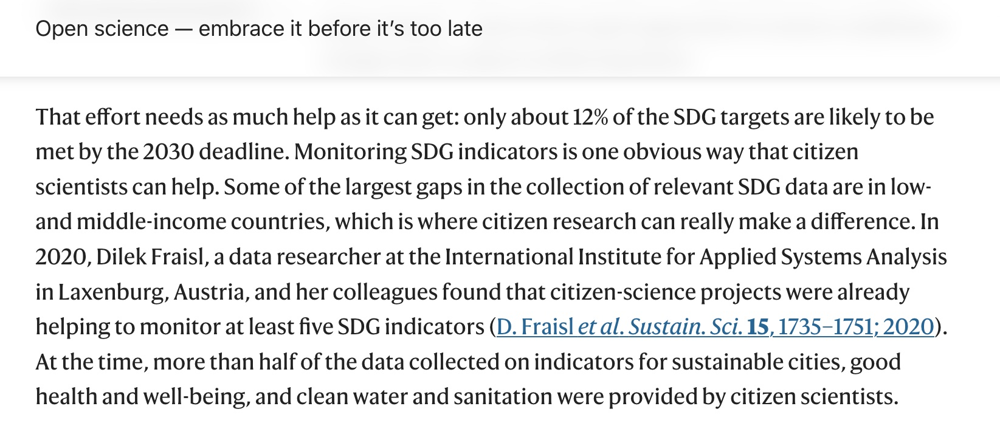 Open science — embrace it before it’s too late
That effort needs as much help as it can get: only about 12% of the SDG targets are likely to be
met by the 2030 deadline. Monitoring SDG indicators is one obvious way that citizen
scientists can help. Some of the largest gaps in the collection of relevant SDG data are in low-
and middle-income countries, which is where citizen research can really make a difference. In
2020, Dilek Fraisl, a data researcher at the International Institute for Applied Systems Analysis
in Laxenburg, Austria, and her colleagues found that citizen-science projects were already
helping to monitor at least five SDG indicators (D. Fraisl et al. Sustain. Sci. 15, 1735–1751; 2020).
At the time, more than half of the data collected on indicators for sustainable cities, good
health and well-being, and clean water and sanitation were provided by citizen scientists.